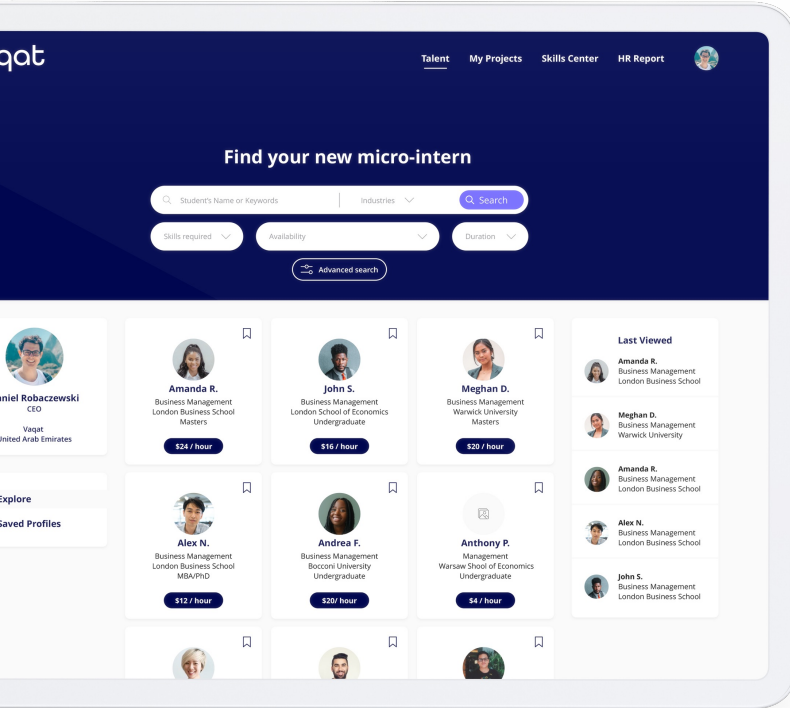 qat
Talent
My Projects
Skills Center
HR Report
Find your new micro-intern
Student's Name or Keywords
Industries
Search
Skills required
Availability
Duration
Advanced search
niel Robaczewski
CEO
Vaqat
United Arab Emirates
Explore
Saved Profiles
Amanda R.
Business Management
London Business School
Masters
$24 / hour
John S.
Business Management
London School of Economics
Undergraduate
$16 / hour
Meghan D.
Business Management
Warwick University
Masters
$20 / hour
Alex N.
Business Management
London Business School
MBA/PhD
$12 / hour
Andrea F.
Business Management
Bocconi University
Undergraduate
$20/ hour
Anthony P.
Management
Warsaw Shool of Economics
Undergraduate
$4 / hour
Last Viewed
Amanda R.
Business Management
London Business School
Meghan D.
Business Management
Warwick University
Amanda R.
Business Management
London Business School
Alex N.
Business Management
London Business School
John S.
Business Management
London Business School